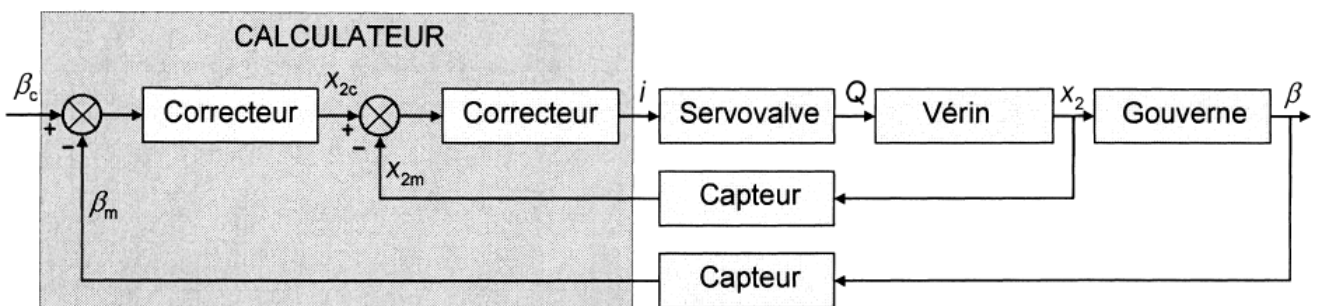 CALCULATEUR
βc + − Correcteur x2c + − Correcteur i Servovalve Q Vérin x2 Gouverne β
x2m
βm
Capteur
Capteur